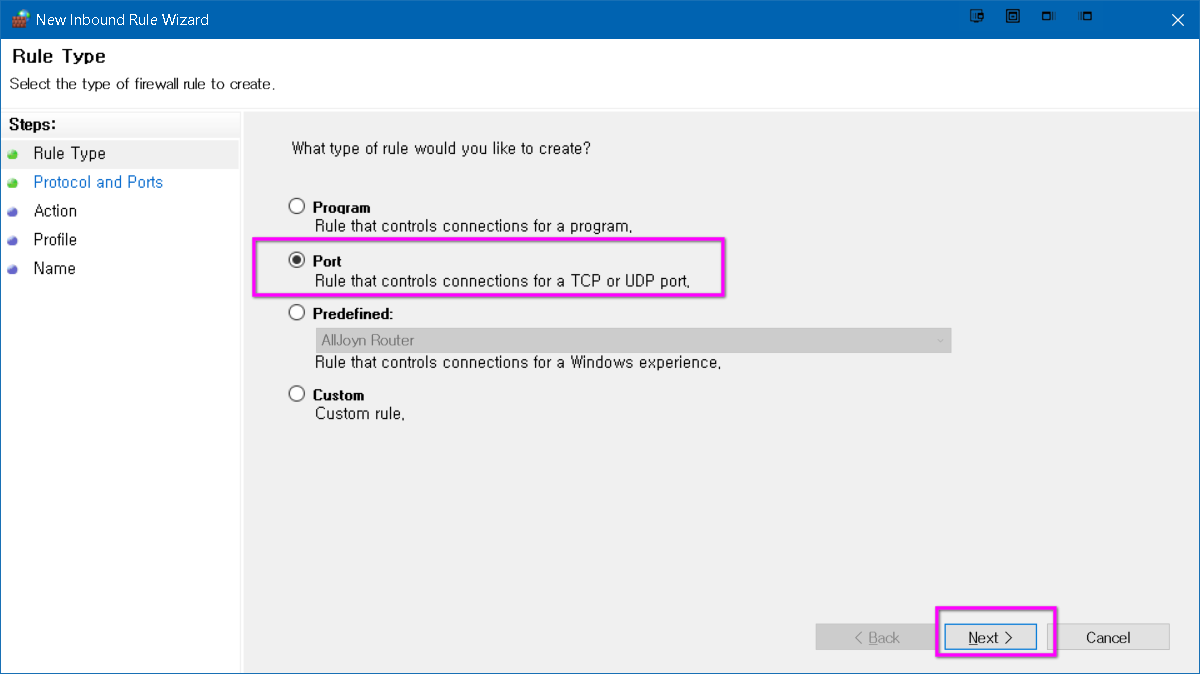 New Inbound Rule Wizard
Rule Type
Select the type of firewall rule to create.
Steps:
Rule Type
Protocol and Ports
Action
Profile
Name
What type of rule would you like to create?
Program
Rule that controls connections for a program.
Port
Rule that controls connections for a TCP or UDP port.
Predefined:
AllJoyn Router
Rule that controls connections for a Windows experience.
Custom
Custom rule.
< Back
Next >
Cancel